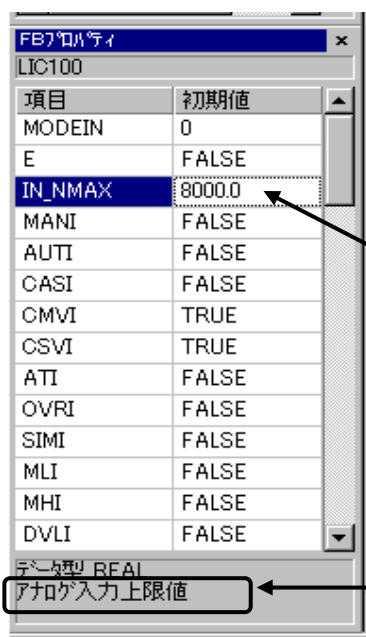 FBﾌﾟﾛﾊﾟﾃｨ ×
LIC100
項目 初期値
MODEIN 0
E FALSE
IN_NMAX 8000.0
MANI FALSE
AUTI FALSE
CASI FALSE
CMVI TRUE
CSVI TRUE
ATI FALSE
OVRI FALSE
SIMI FALSE
MLI FALSE
MHI FALSE
DVLI FALSE
ﾃﾞｰﾀ型 REAL
ｱﾅﾛｸﾞ入力上限値